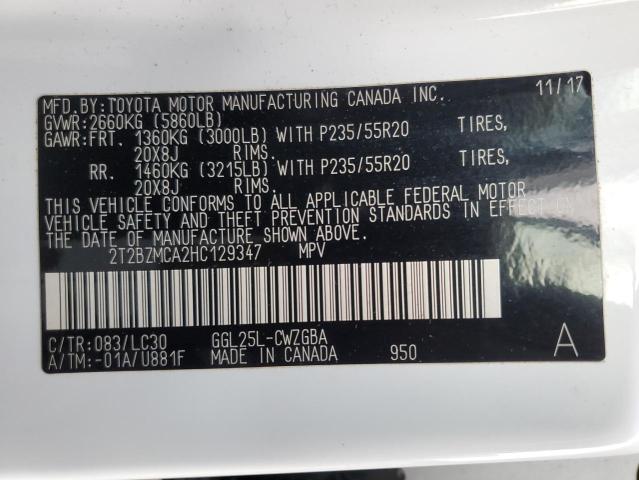 MFD.BY:TOYOTA MOTOR MANUFACTURING CANADA INC. 11/17
GVWR:2660KG (5860LB)
GAWR:FRT. 1360KG (3000LB) WITH P235/55R20 TIRES,
20X8J RIMS.
RR. 1460KG (3215LB) WITH P235/55R20 TIRES,
20X8J RIMS.
THIS VEHICLE CONFORMS TO ALL APPLICABLE FEDERAL MOTOR
VEHICLE SAFETY AND THEFT PREVENTION STANDARDS IN EFFECT ON
THE DATE OF MANUFACTURE SHOWN ABOVE.
2T2BZMCA2HC129347 MPV
C/TR:083/LC30 GGL25L-CWZGBA
A/TM:-01A/U881F MADE IN CANADA 950 A